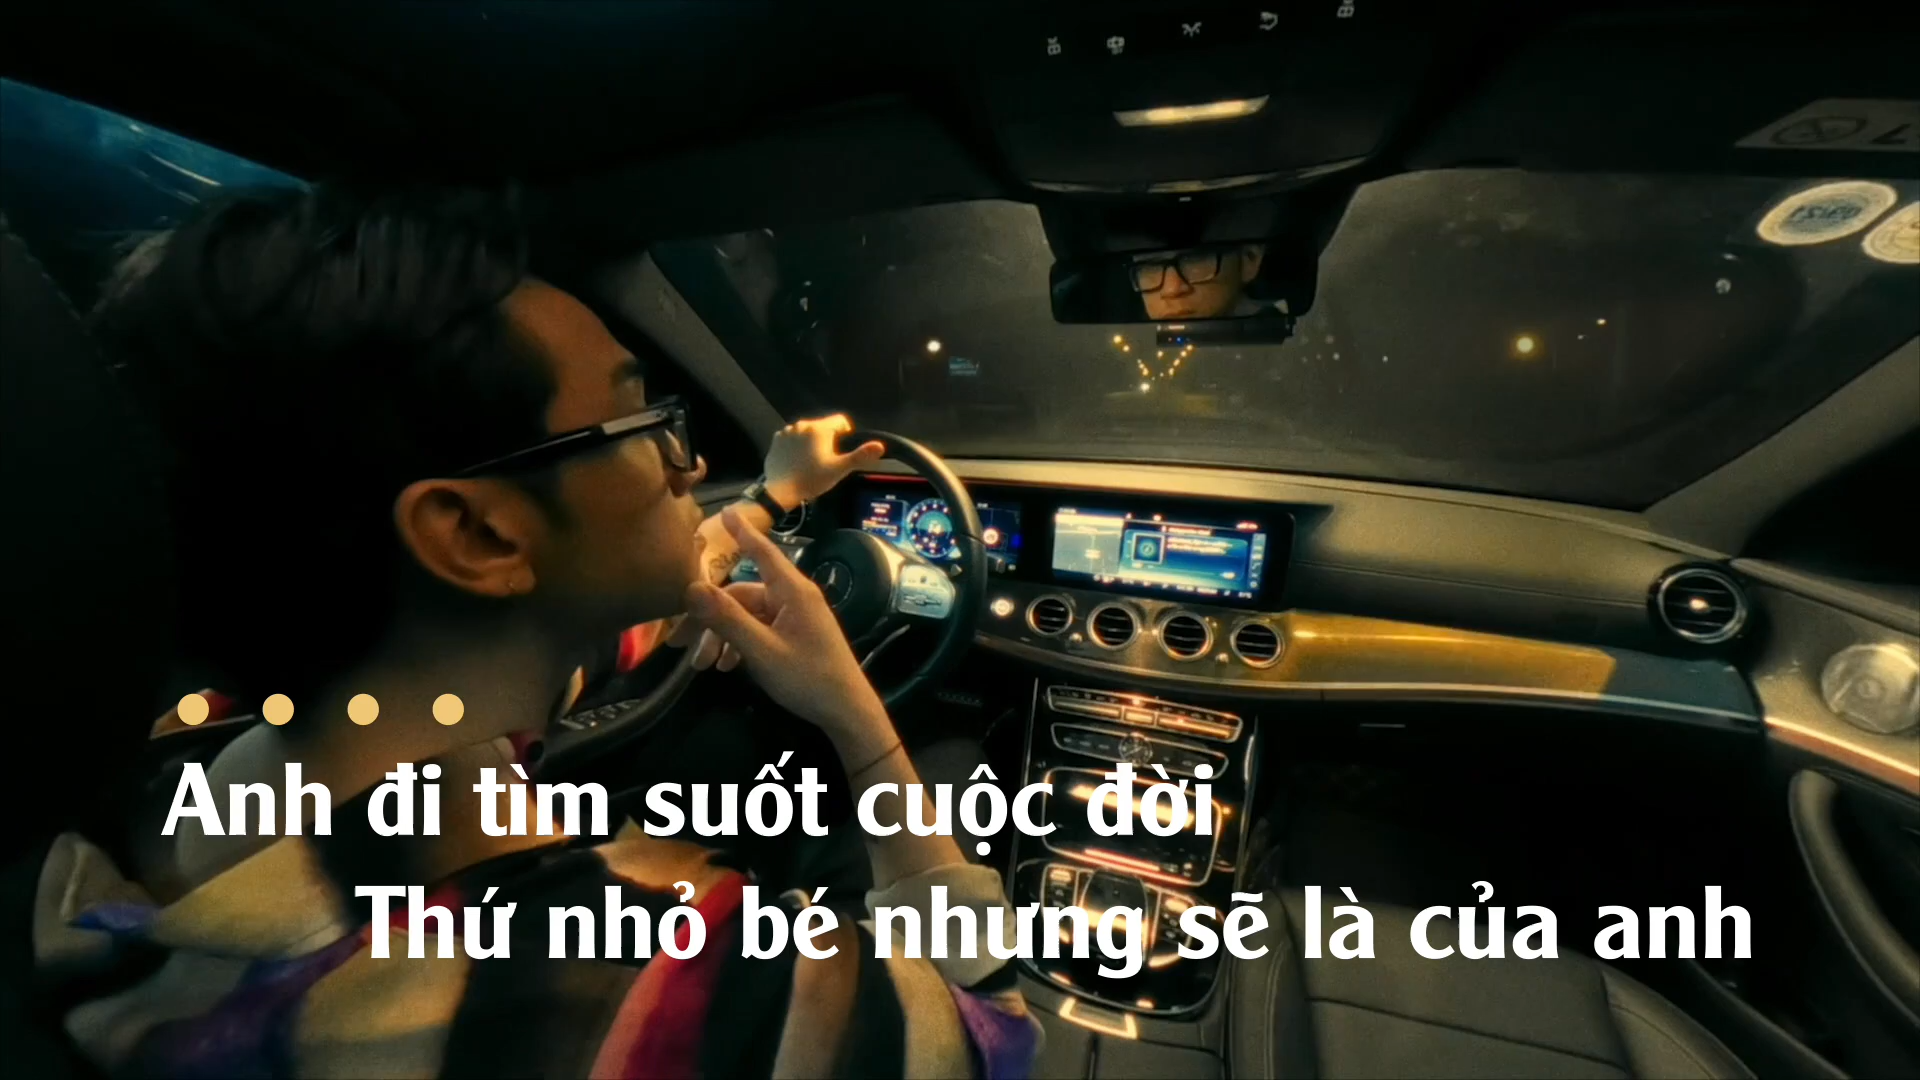 Anh đi tìm suốt cuộc đời
Thứ nhỏ bé nhưng sẽ là của anh